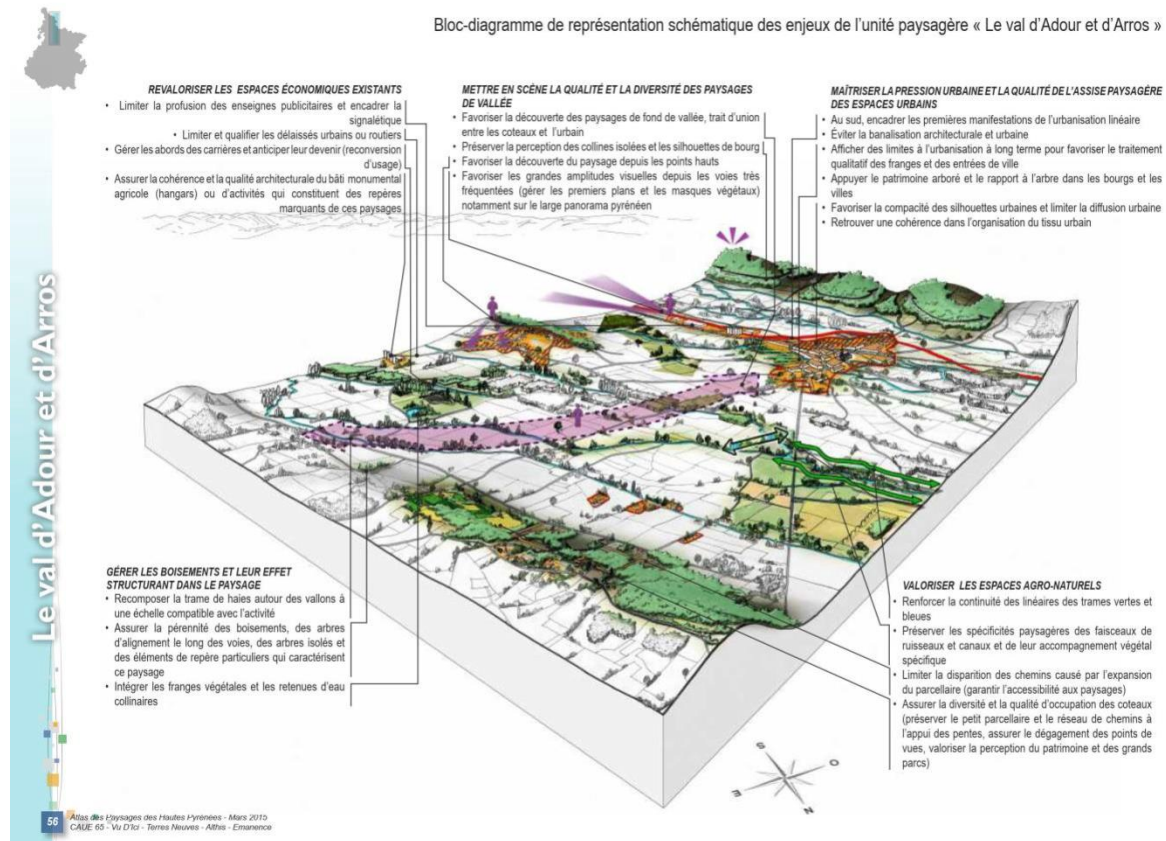 Bloc-diagramme de représentation schématique des enjeux de l'unité paysagère « Le val d'Adour et d'Arros »
REVALORISER LES ESPACES ÉCONOMIQUES EXISTANTS
• Limiter la profusion des enseignes publicitaires et encadrer la
signalétique
• Limiter et qualifier les délaissés urbains ou routiers
• Gérer les abords des carrières et anticiper leur devenir (reconversion
d'usage)
• Assurer la cohérence et la qualité architecturale du bâti monumental
agricole (hangars) ou d'activités qui constituent des repères
marquants de ces paysages
METTRE EN SCÈNE LA QUALITÉ ET LA DIVERSITÉ DES PAYSAGES
DE VALLÉE
• Favoriser la découverte des paysages de fond de vallée, trait d'union
entre les coteaux et l'urbain
• Préserver la perception des collines isolées et les silhouettes de bourg
• Favoriser la découverte du paysage depuis les points hauts
• Favoriser les grandes amplitudes visuelles depuis les voies très
fréquentées (gérer les premiers plans et les masques végétaux)
notamment sur le large panorama pyrénéen
MAÎTRISER LA PRESSION URBAINE ET LA QUALITÉ DE L'ASSISE PAYSAGÈRE
DES ESPACES URBAINS
• Au sud, encadrer les premières manifestations de l'urbanisation linéaire
• Éviter la banalisation architecturale et urbaine
• Afficher des limites à l'urbanisation à long terme pour favoriser le traitement
qualitatif des franges et des entrées de ville
• Appuyer le patrimoine arboré et le rapport à l'arbre dans les bourgs et les
villes
• Favoriser la compacité des silhouettes urbaines et limiter la diffusion urbaine
• Retrouver une cohérence dans l'organisation du tissu urbain
Le val d'Adour et d'Arros
GÉRER LES BOISEMENTS ET LEUR EFFET
STRUCTURANT DANS LE PAYSAGE
• Recomposer la trame de haies autour des vallons à
une échelle compatible avec l'activité
• Assurer la pérennité des boisements, des arbres
d'alignement le long des voies, des arbres isolés et
des éléments de repère particuliers qui caractérisent
ce paysage
• Intégrer les franges végétales et les retenues d'eau
collinaires
VALORISER LES ESPACES AGRO-NATURELS
• Renforcer la continuité des linéaires des trames vertes et
bleues
• Préserver les spécificités paysagères des faisceaux de
ruisseaux et canaux et de leur accompagnement végétal
spécifique
• Limiter la disparition des chemins causé par l'expansion
du parcellaire (garantir l'accessibilité aux paysages)
• Assurer la diversité et la qualité d'occupation des coteaux
(préserver le petit parcellaire et le réseau de chemins à
l'appui des pentes, assurer le dégagement des points de
vues, valoriser la perception du patrimoine et des grands
parcs)
S
O
E
N
56
Atlas des Paysages des Hautes Pyrénées - Mars 2015
CAUE 65 - Vu D'Ici - Terres Neuves - Althis - Emanence